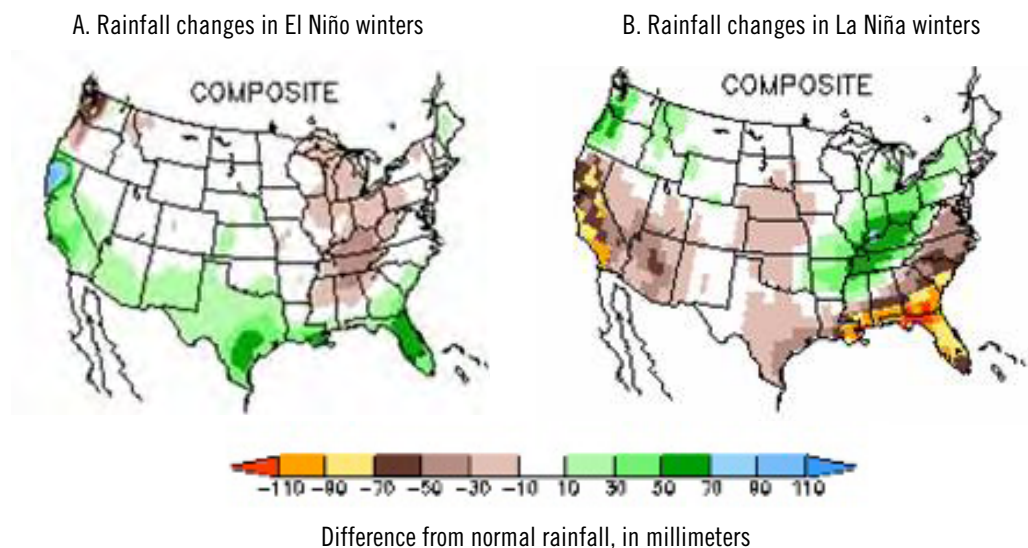 A. Rainfall changes in El Niño winters
B. Rainfall changes in La Niña winters
COMPOSITE
COMPOSITE
-110 -90 -70 -50 -30 -10 10 30 50 70 90 110
Difference from normal rainfall, in millimeters